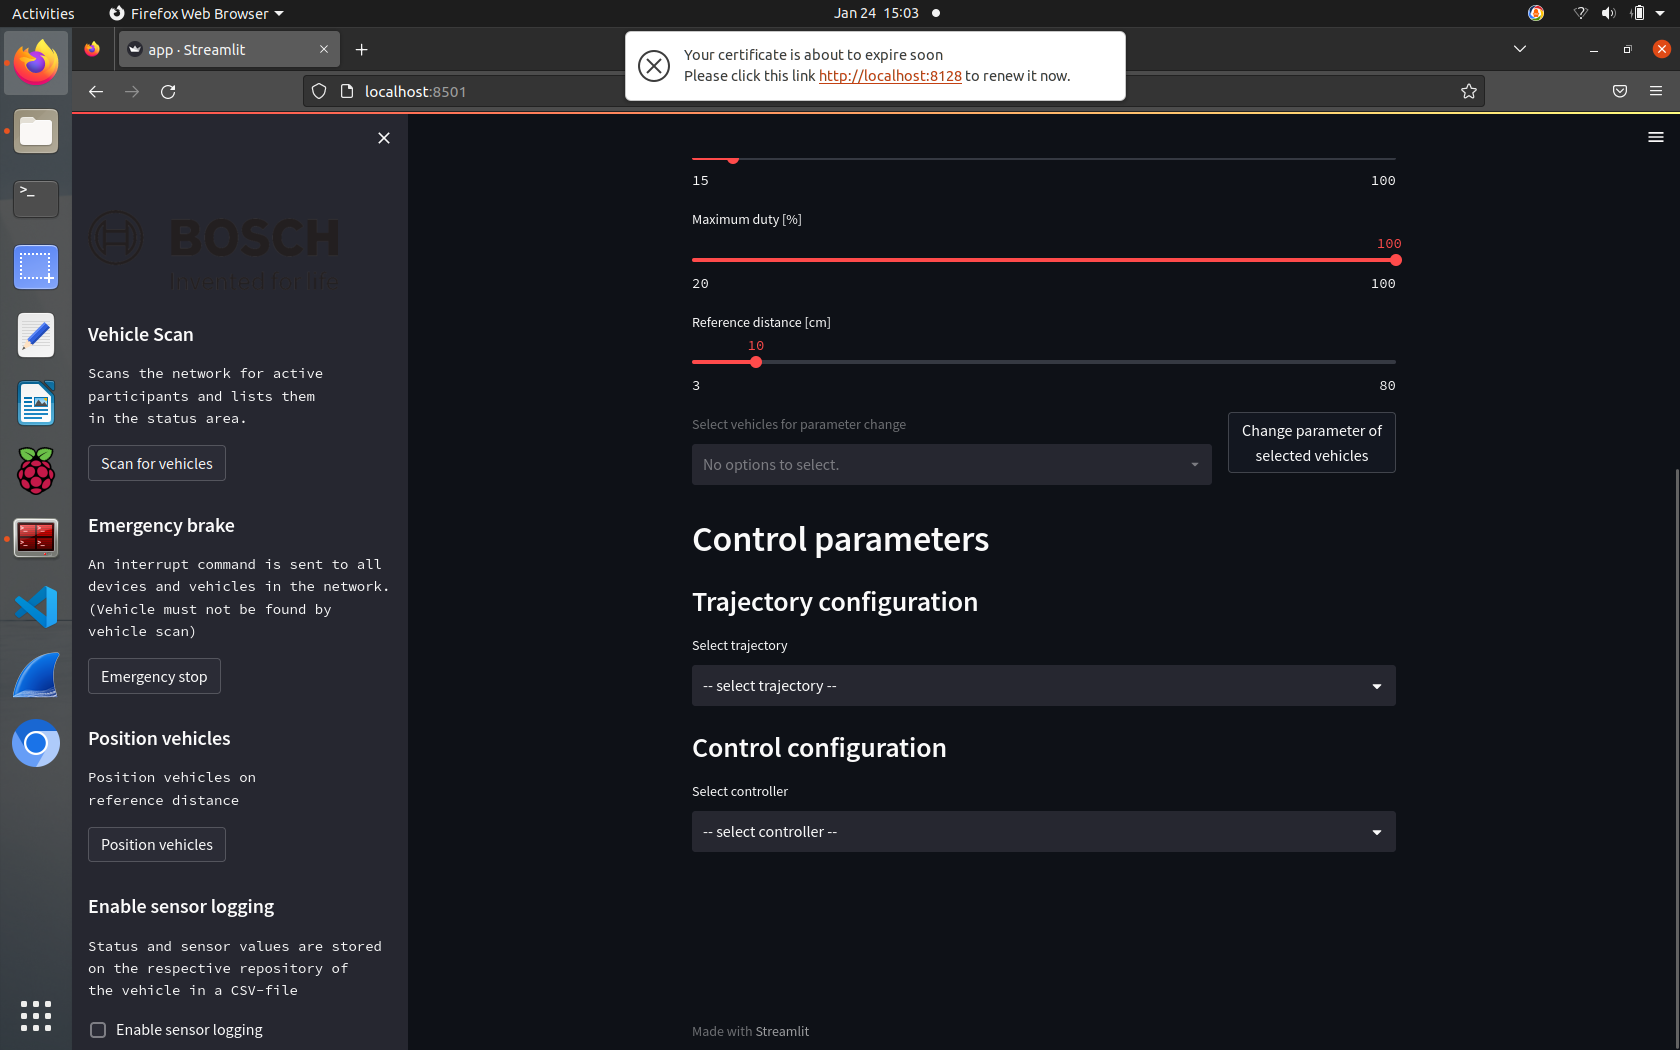 Activities
Firefox Web Browser
Jan 24 15:03
app · Streamlit
Your certificate is about to expire soon
Please click this link http://localhost:8128 to renew it now.
localhost:8501
BOSCH
Invented for life
Vehicle Scan
Scans the network for active
participants and lists them
in the status area.
Scan for vehicles
Emergency brake
An interrupt command is sent to all
devices and vehicles in the network.
(Vehicle must not be found by
vehicle scan)
Emergency stop
Position vehicles
Position vehicles on
reference distance
Position vehicles
Enable sensor logging
Status and sensor values are stored
on the respective repository of
the vehicle in a CSV-file
Enable sensor logging
15 100
Maximum duty [%]
100
20 100
Reference distance [cm]
10
3 80
Select vehicles for parameter change
No options to select.
Change parameter of
selected vehicles
Control parameters
Trajectory configuration
Select trajectory
-- select trajectory --
Control configuration
Select controller
-- select controller --
Made with Streamlit